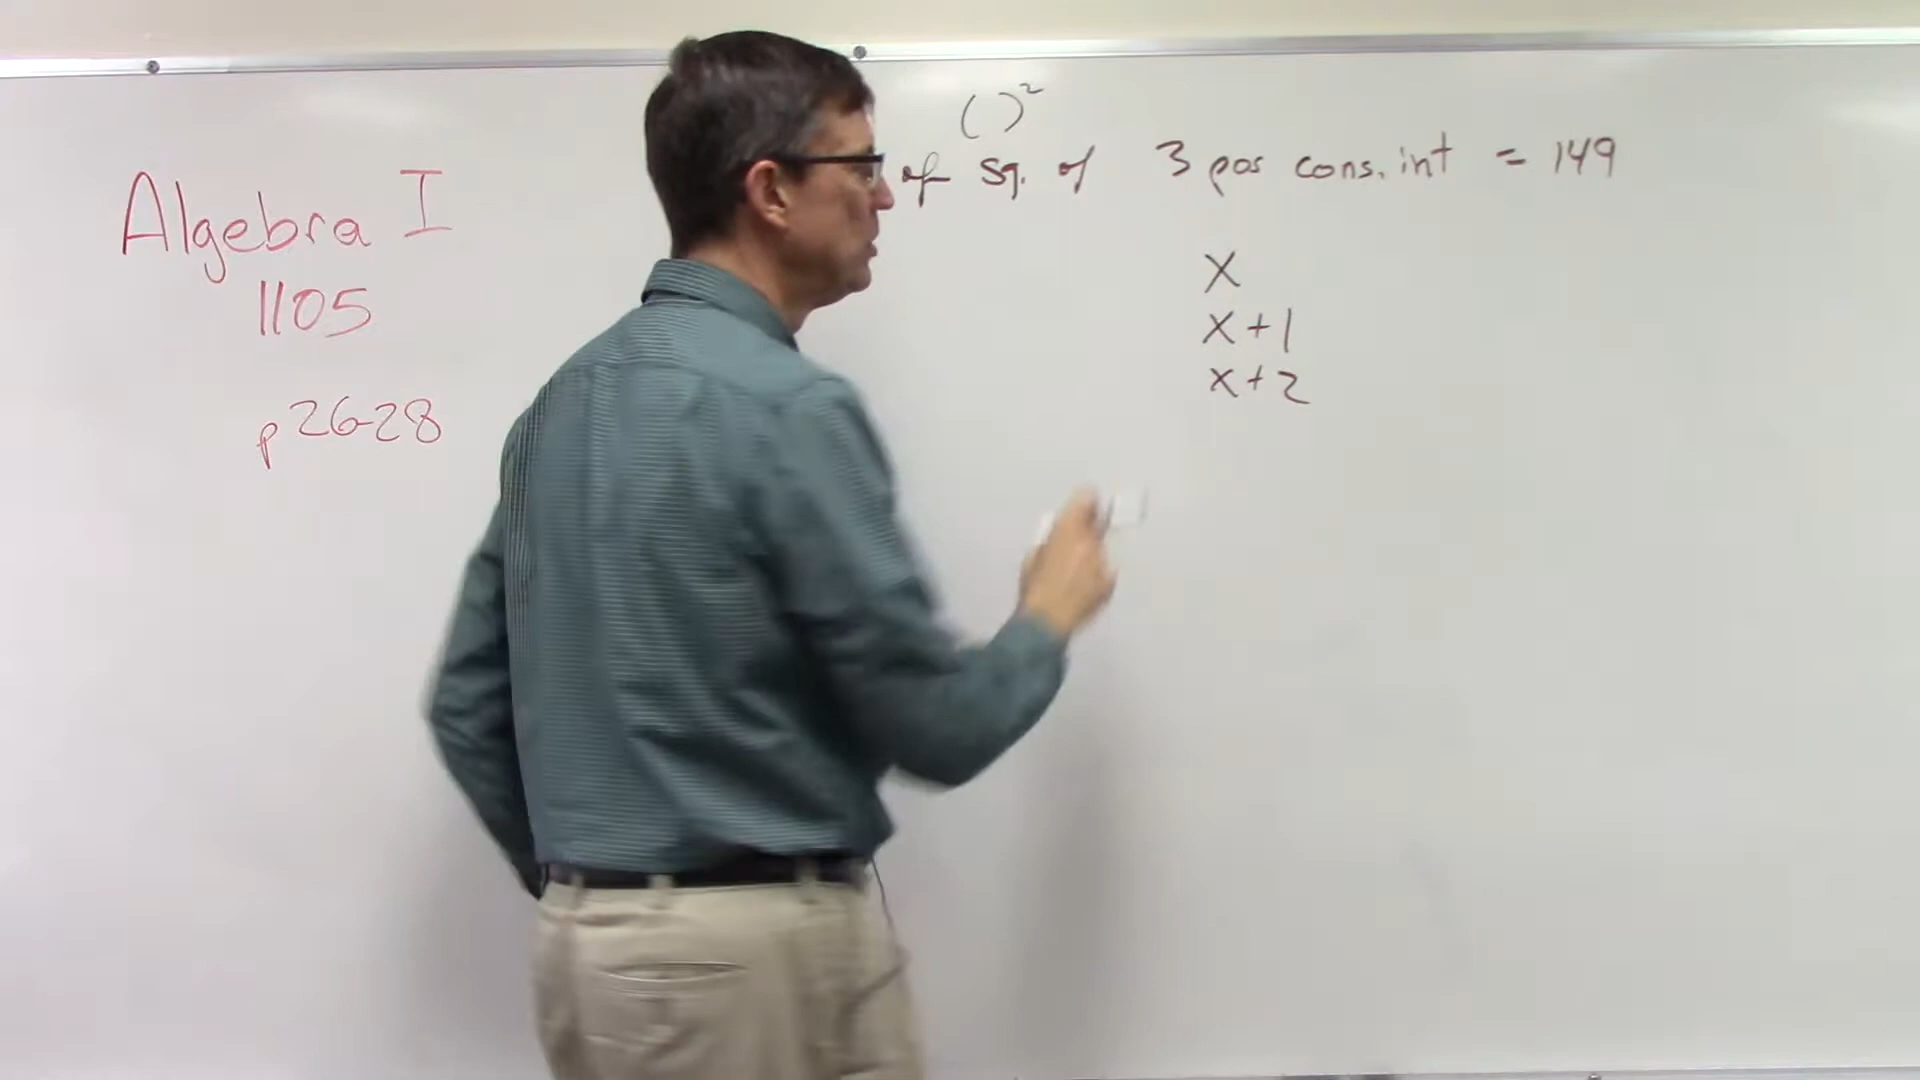 Algebra I
1105
p 26-28
( )²
of sq. of 3 pos cons. int = 149
x
x + 1
x + 2